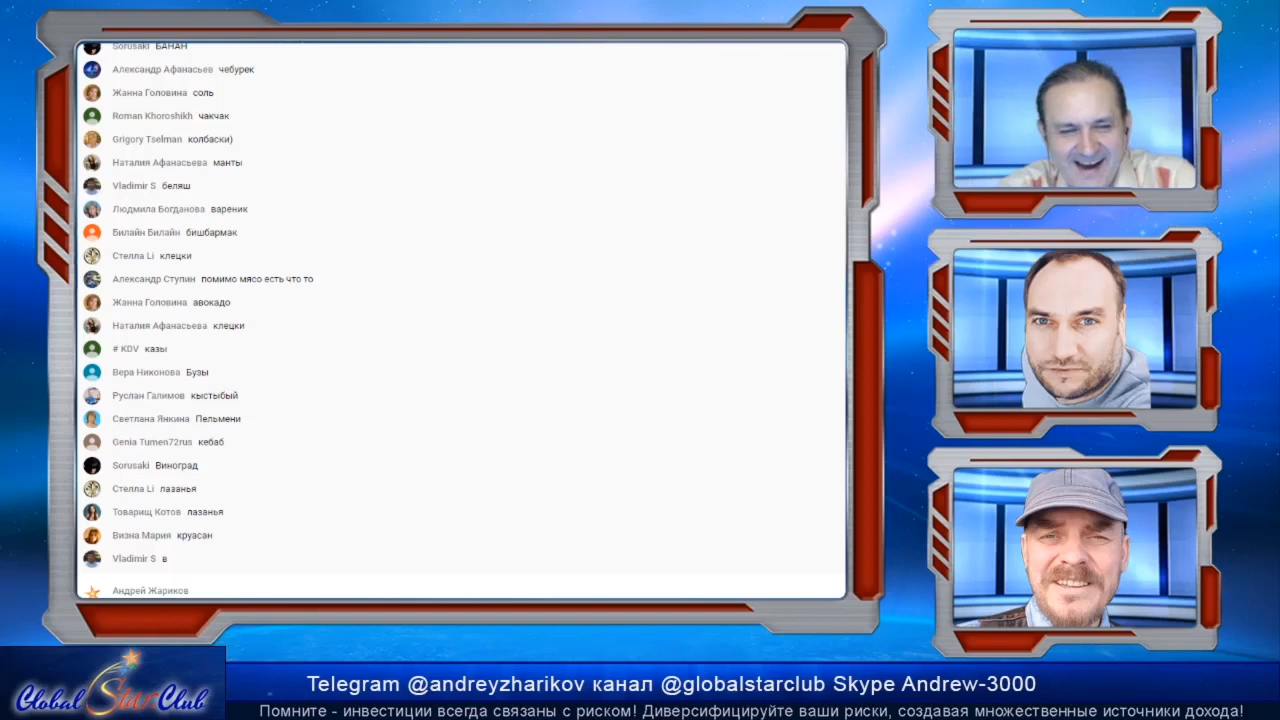 Sorusaki БАНАН
Александр Афанасьев чебурек
Жанна Головина соль
Roman Khoroshikh чакчак
Grigory Tselman колбаски)
Наталия Афанасьева манты
Vladimir S беляш
Людмила Богданова вареник
Билайн Билайн бишбармак
Стелла Li клецки
Александр Ступин помимо мясо есть что то
Жанна Головина авокадо
Наталия Афанасьева клецки
# KDV казы
Вера Никонова Бузы
Руслан Галимов кыстыбый
Светлана Янкина Пельмени
Genia Tumen72rus кебаб
Sorusaki Виноград
Стелла Li лазанья
Товарищ Котов лазанья
Визна Мария круасан
Vladimir S в
Андрей Жариков
Global Star Club
Telegram @andreyzharikov канал @globalstarclub Skype Andrew-3000
Помните - инвестиции всегда связаны с риском! Диверсифицируйте ваши риски, создавая множественные источники дохода!